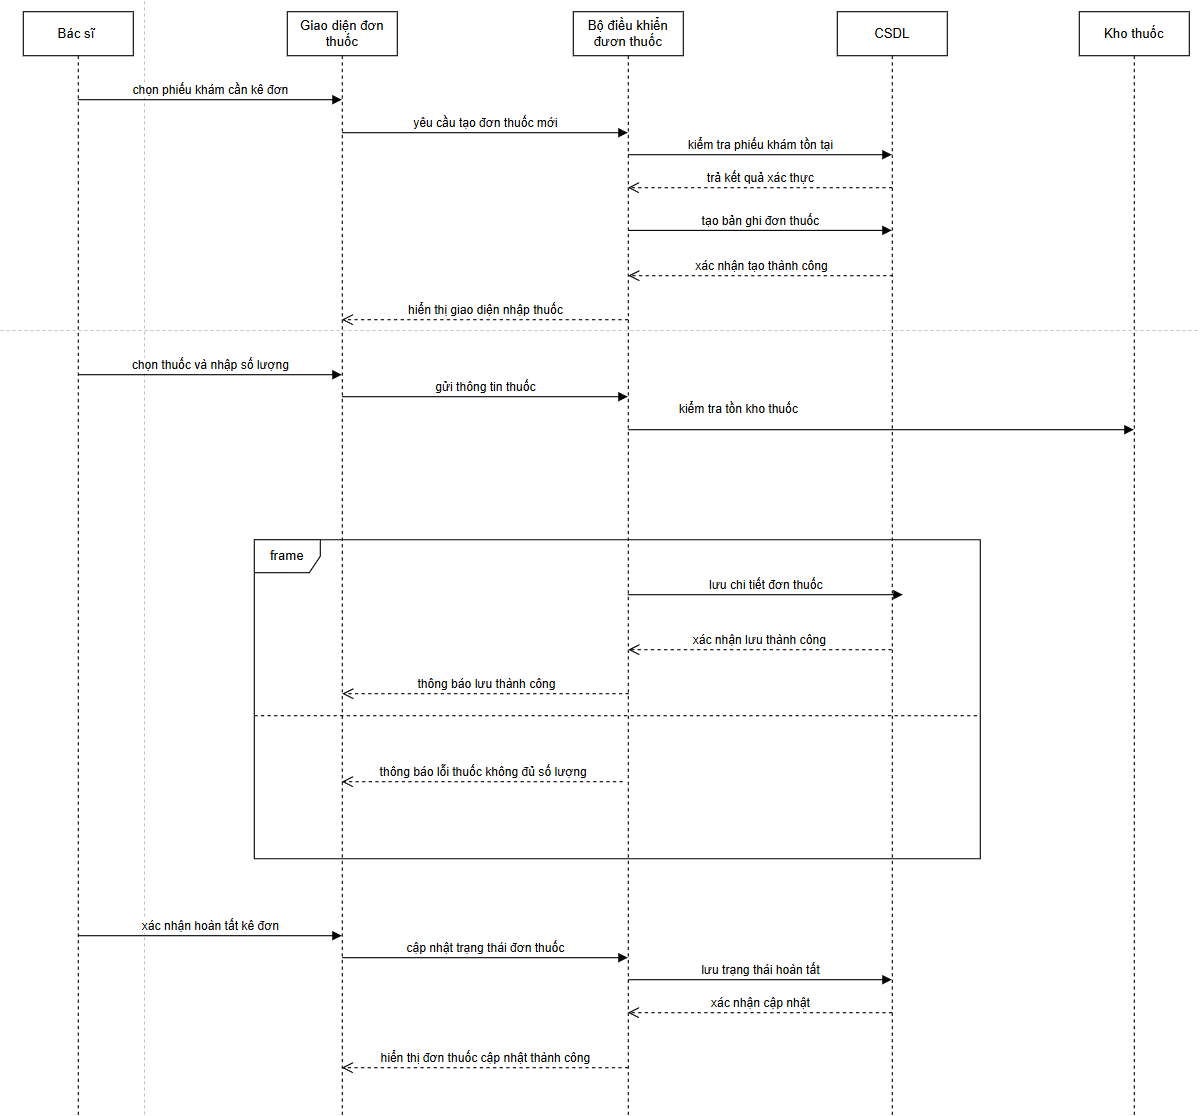 Bác sĩ
Giao diện đơn
thuốc
Bộ điều khiển
đươn thuốc
CSDL
Kho thuốc
chọn phiếu khám cần kê đơn
yêu cầu tạo đơn thuốc mới
kiểm tra phiếu khám tồn tại
trả kết quả xác thực
tạo bản ghi đơn thuốc
xác nhận tạo thành công
hiển thị giao diện nhập thuốc
chọn thuốc và nhập số lượng
gửi thông tin thuốc
kiểm tra tồn kho thuốc
frame
lưu chi tiết đơn thuốc
xác nhận lưu thành công
thông báo lưu thành công
thông báo lỗi thuốc không đủ số lượng
xác nhận hoàn tất kê đơn
cập nhật trạng thái đơn thuốc
lưu trạng thái hoàn tất
xác nhận cập nhật
hiển thị đơn thuốc cập nhật thành công